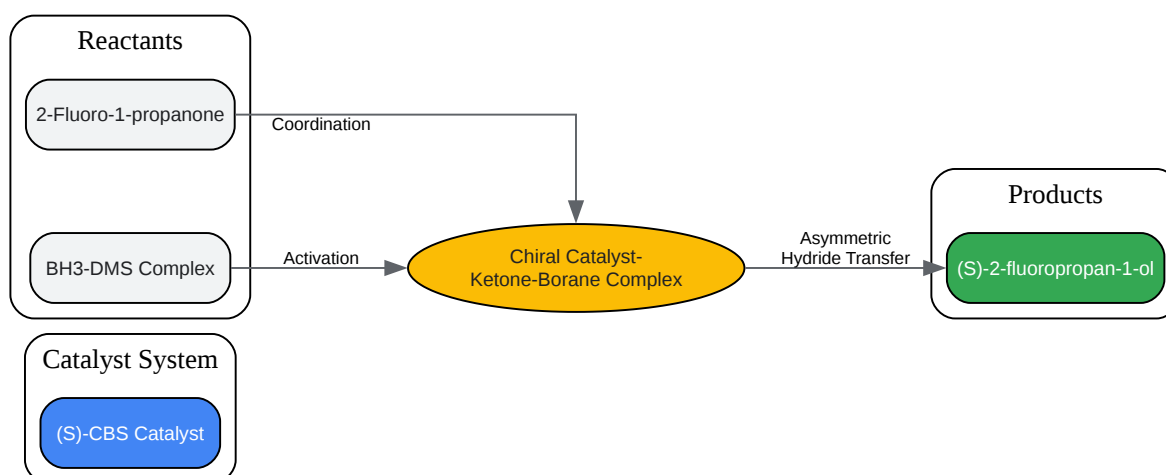 Reactants
2-Fluoro-1-propanone
Coordination
BH3-DMS Complex
Activation
Chiral Catalyst-
Ketone-Borane Complex
Asymmetric
Hydride Transfer
Products
(S)-2-fluoropropan-1-ol
Catalyst System
(S)-CBS Catalyst